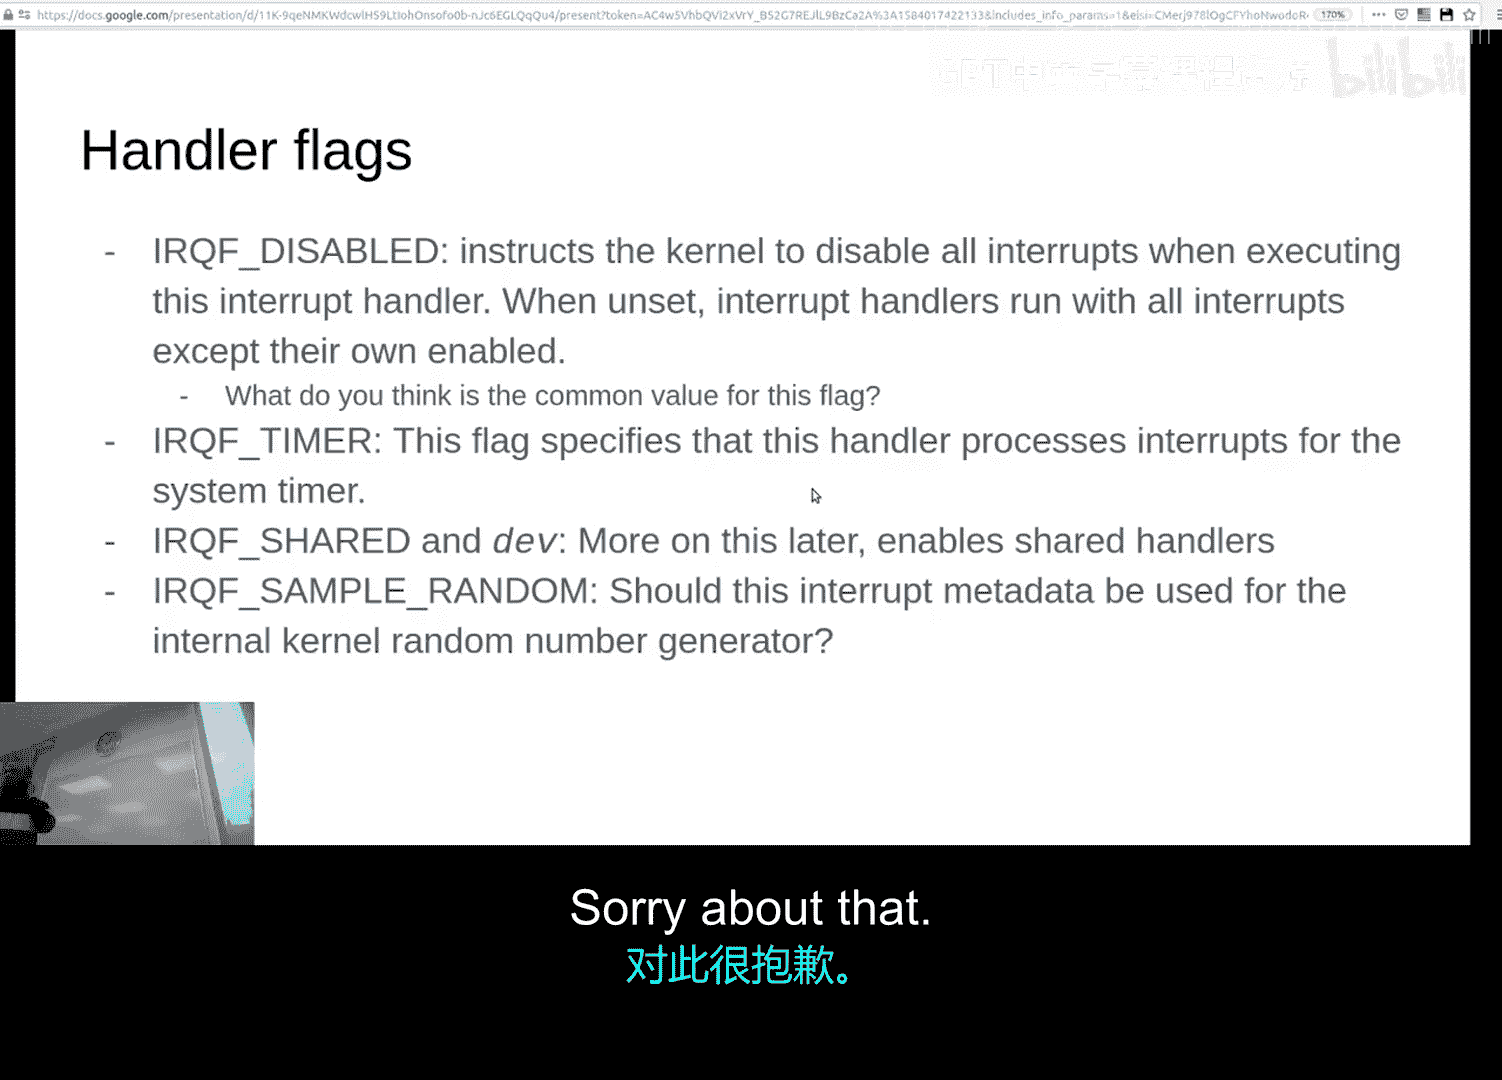 170%
bilibili
Handler flags
- IRQF_DISABLED: instructs the kernel to disable all interrupts when executing
this interrupt handler. When unset, interrupt handlers run with all interrupts
except their own enabled.
- What do you think is the common value for this flag?
- IRQF_TIMER: This flag specifies that this handler processes interrupts for the
system timer.
- IRQF_SHARED and dev: More on this later, enables shared handlers
- IRQF_SAMPLE_RANDOM: Should this interrupt metadata be used for the
internal kernel random number generator?
Sorry about that.
对此很抱歉。